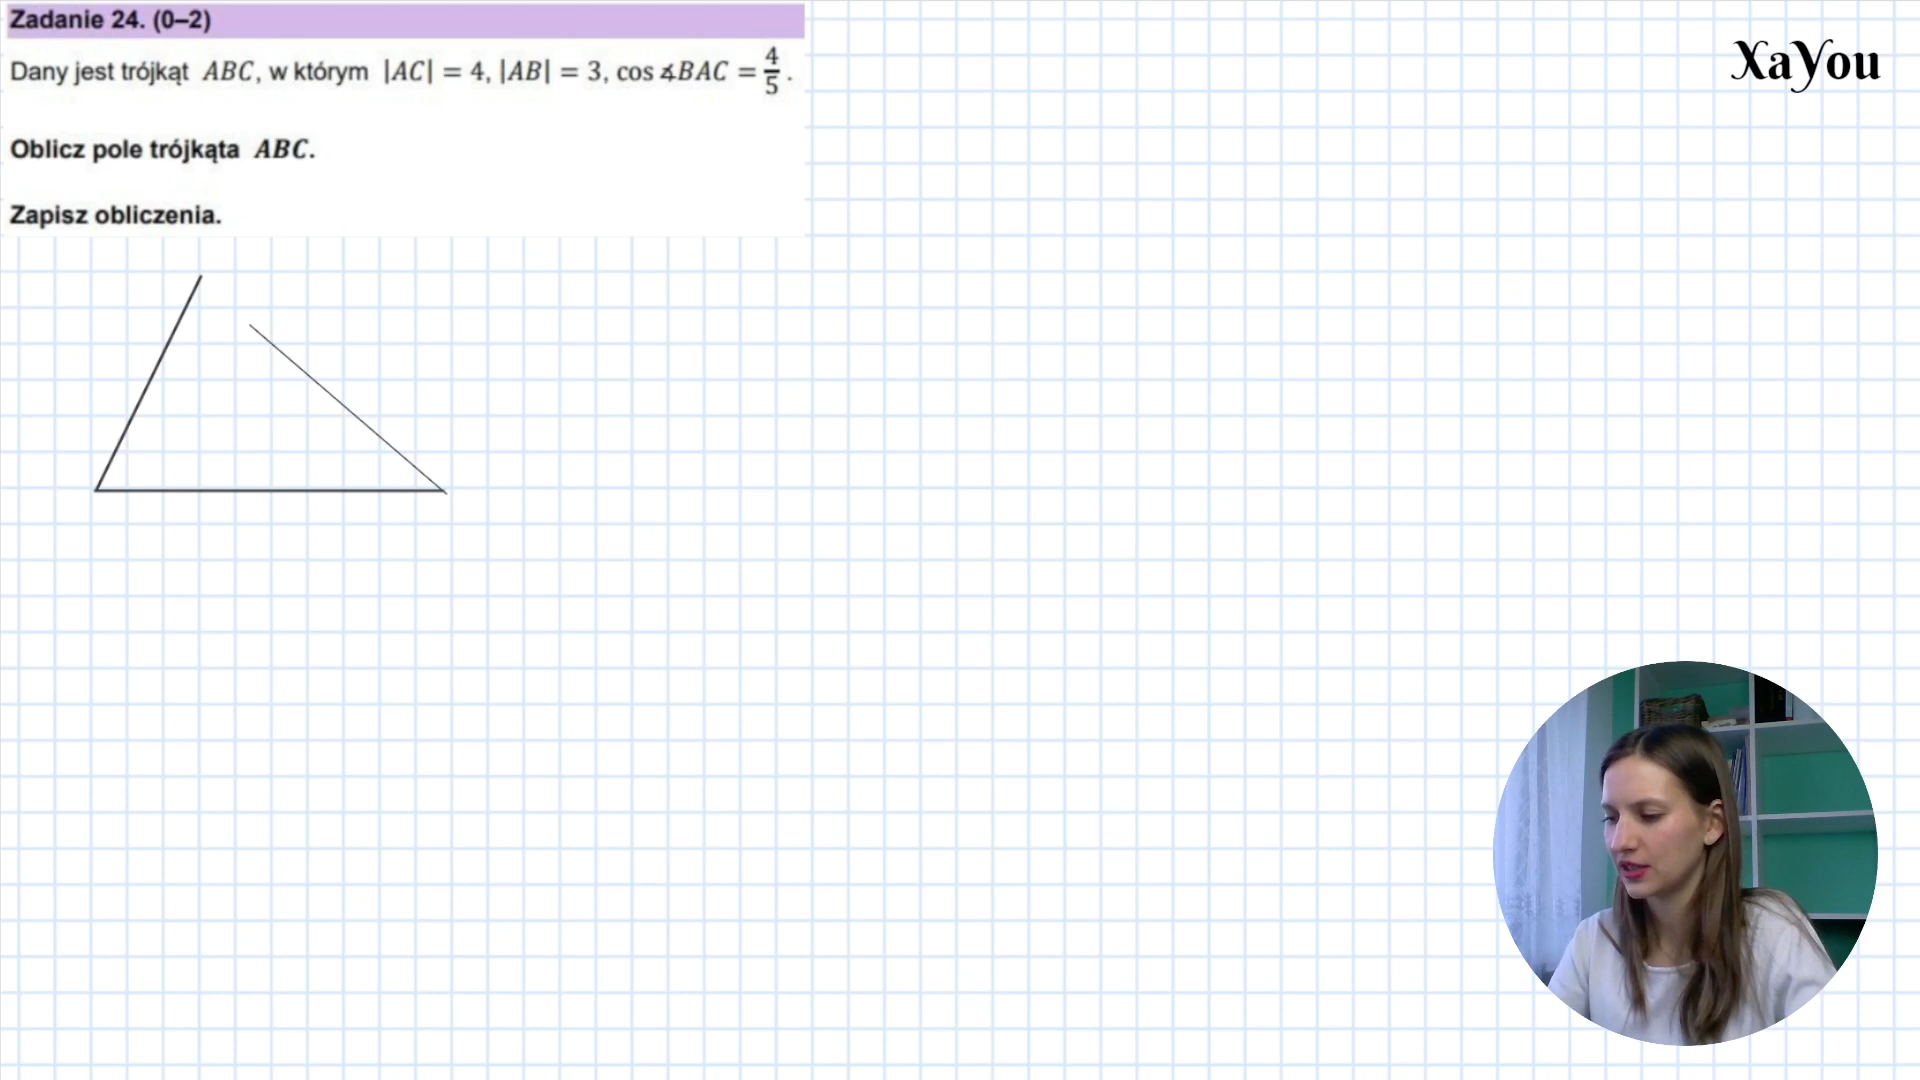 Zadanie 24. (0–2)
XaYou
Dany jest trójkąt ABC, w którym |AC| = 4, |AB| = 3, cos ∡BAC = 4/5.
Oblicz pole trójkąta ABC.
Zapisz obliczenia.